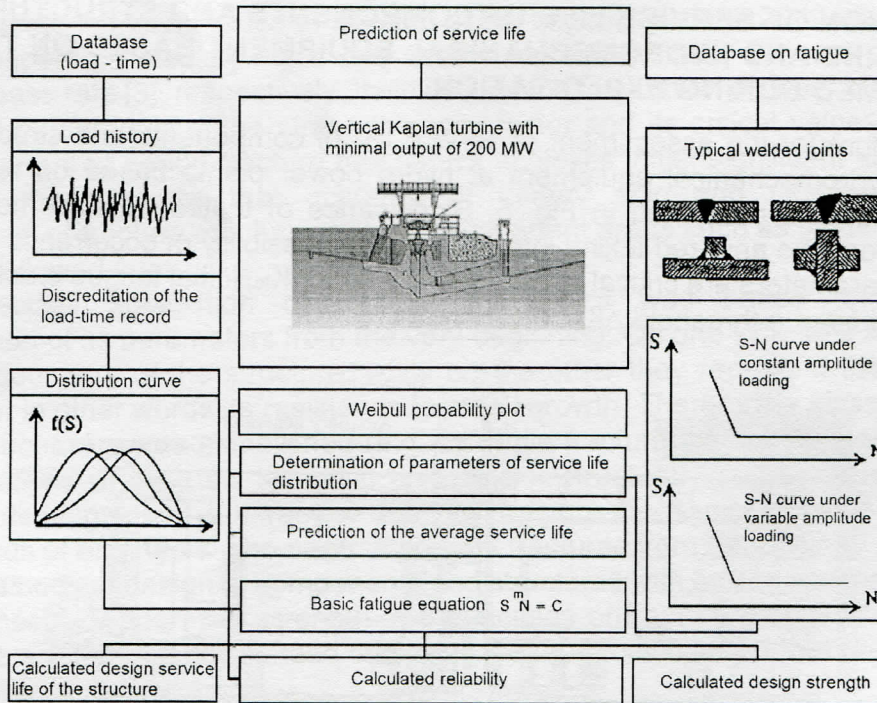 Database
(load - time)
Prediction of service life
Database on fatigue
Load history
Discreditation of the
load-time record
Vertical Kaplan turbine with
minimal output of 200 MW
Typical welded joints
Distribution curve
f(S)
Weibull probability plot
Determination of parameters of service life
distribution
Prediction of the average service life
Basic fatigue equation S^m N = C
S
S-N curve under
constant amplitude
loading
N
S
S-N curve under
variable amplitude
loading
N
Calculated design service
life of the structure
Calculated reliability
Calculated design strength